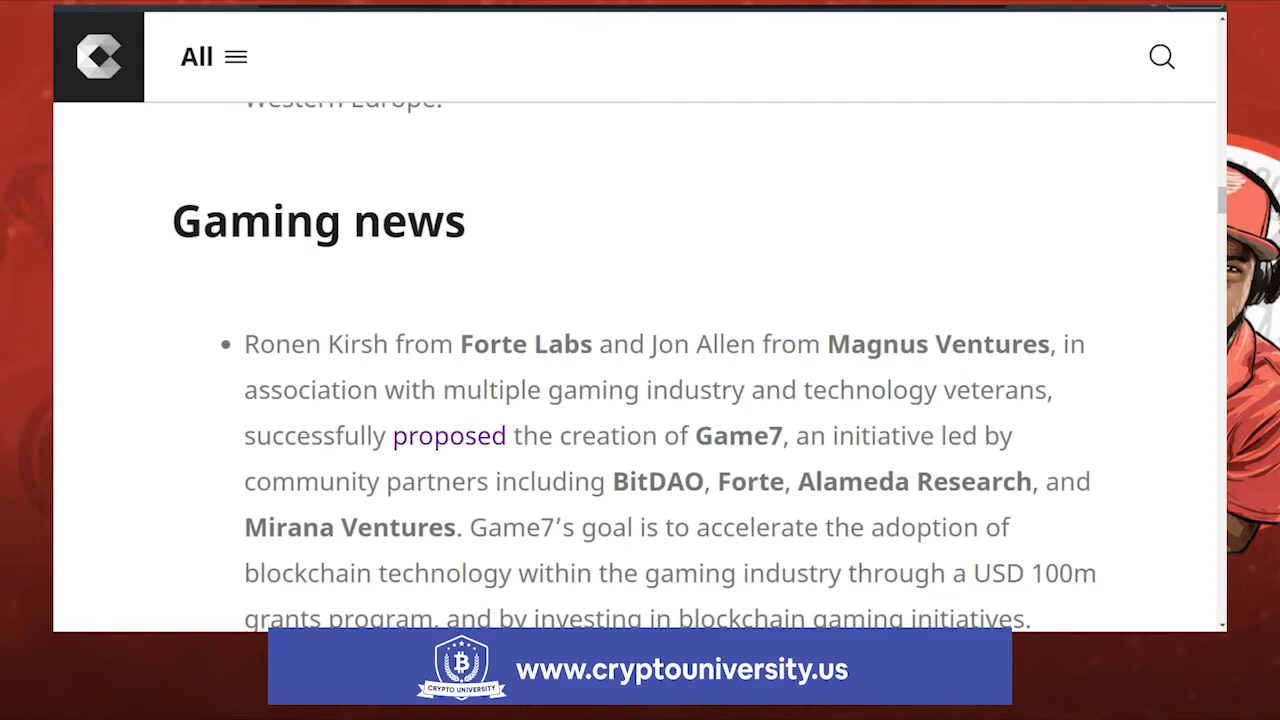 All
Western Europe.
Gaming news
Ronen Kirsh from Forte Labs and Jon Allen from Magnus Ventures, in
association with multiple gaming industry and technology veterans,
successfully proposed the creation of Game7, an initiative led by
community partners including BitDAO, Forte, Alameda Research, and
Mirana Ventures. Game7’s goal is to accelerate the adoption of
blockchain technology within the gaming industry through a USD 100m
grants program, and by investing in blockchain gaming initiatives.
CRYPTO UNIVERSITY
www.cryptouniversity.us